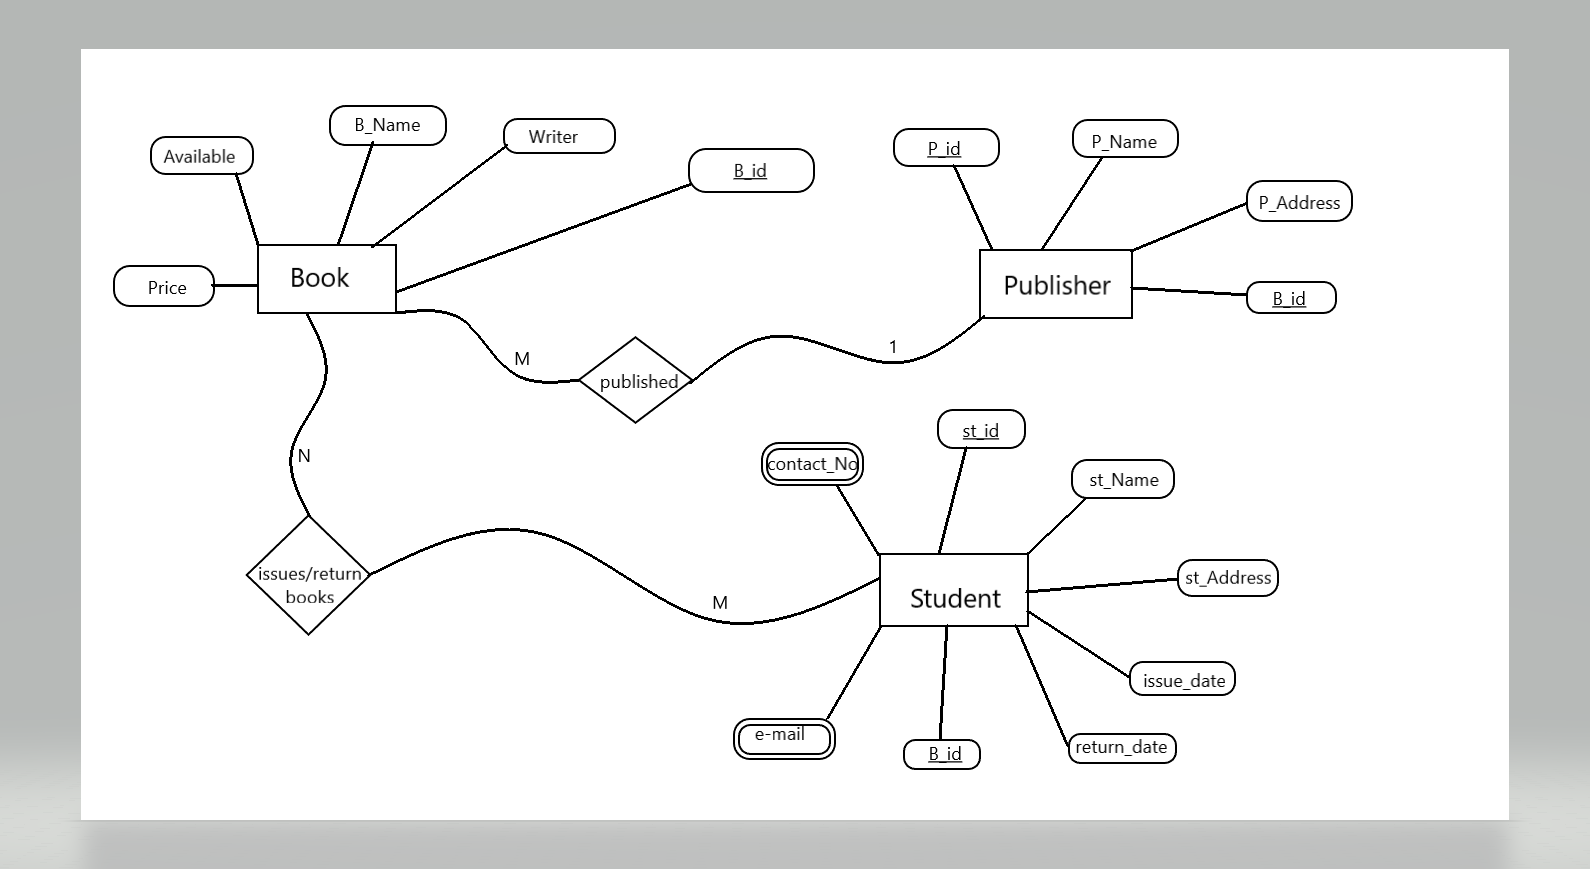 B_Name
Writer
Available
B_id
P_id
P_Name
P_Address
Book
Price
Publisher
B_id
M
1
published
N
contact_No
st_id
st_Name
issues/return
books
M
Student
st_Address
issue_date
e-mail
B_id
return_date